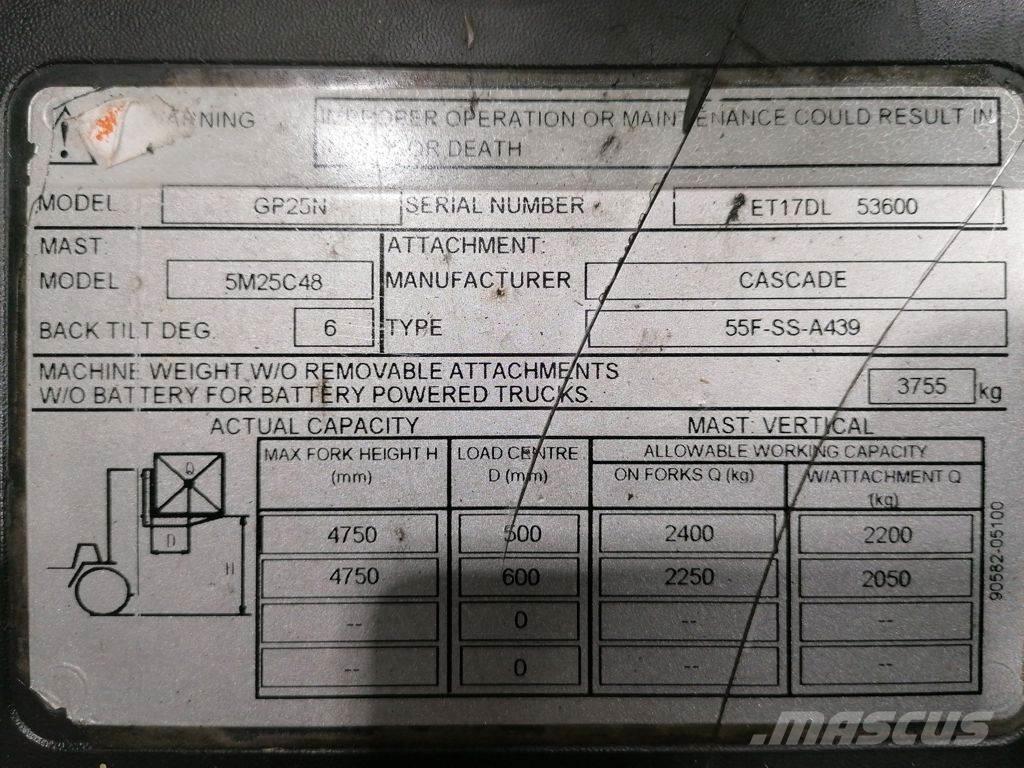 WARNING
IMPROPER OPERATION OR MAINTENANCE COULD RESULT IN
OR DEATH
MODEL GP25N SERIAL NUMBER ET17DL 53600
MAST: ATTACHMENT:
MODEL 5M25C48 MANUFACTURER CASCADE
BACK TILT DEG. 6 TYPE 55F-SS-A439
MACHINE WEIGHT W/O REMOVABLE ATTACHMENTS
W/O BATTERY FOR BATTERY POWERED TRUCKS. 3755 kg
ACTUAL CAPACITY MAST: VERTICAL
MAX FORK HEIGHT H LOAD CENTRE ALLOWABLE WORKING CAPACITY
(mm) D (mm) ON FORKS Q (kg) W/ATTACHMENT Q
(kg)
4750 500 2400 2200
4750 600 2250 2050
-- 0 -- --
-- 0 -- --
Q
D
H
90582-05100
MASCUS